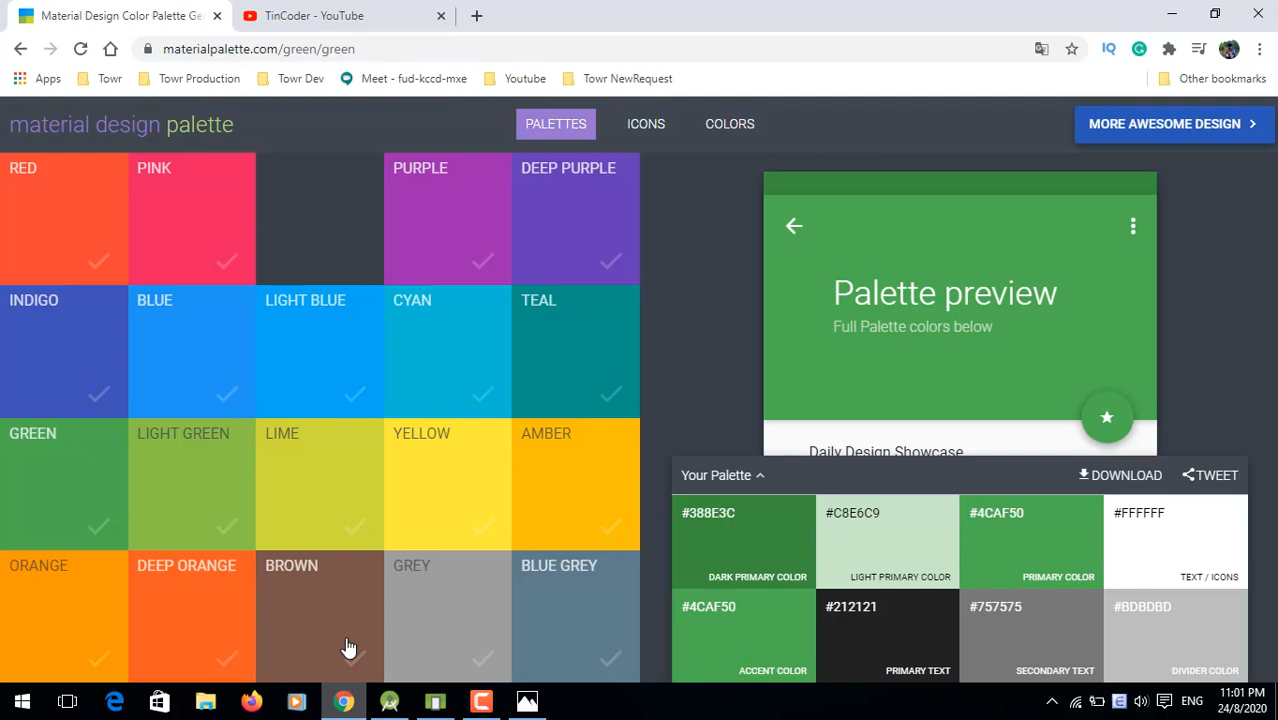 Material Design Color Palette Ge
TinCoder - YouTube
materialpalette.com/green/green
Apps
Towr
Towr Production
Towr Dev
Meet - fud-kccd-mxe
Youtube
Towr NewRequest
Other bookmarks
material design palette
PALETTES
ICONS
COLORS
MORE AWESOME DESIGN
RED
PINK
PURPLE
DEEP PURPLE
INDIGO
BLUE
LIGHT BLUE
CYAN
TEAL
GREEN
LIGHT GREEN
LIME
YELLOW
AMBER
ORANGE
DEEP ORANGE
BROWN
GREY
BLUE GREY
Palette preview
Full Palette colors below
Daily Design Showcase
Your Palette
DOWNLOAD
TWEET
#388E3C
DARK PRIMARY COLOR
#C8E6C9
LIGHT PRIMARY COLOR
#4CAF50
PRIMARY COLOR
#FFFFFF
TEXT / ICONS
#4CAF50
ACCENT COLOR
#212121
PRIMARY TEXT
#757575
SECONDARY TEXT
#BDBDBD
DIVIDER COLOR
ENG
11:01 PM
24/8/2020